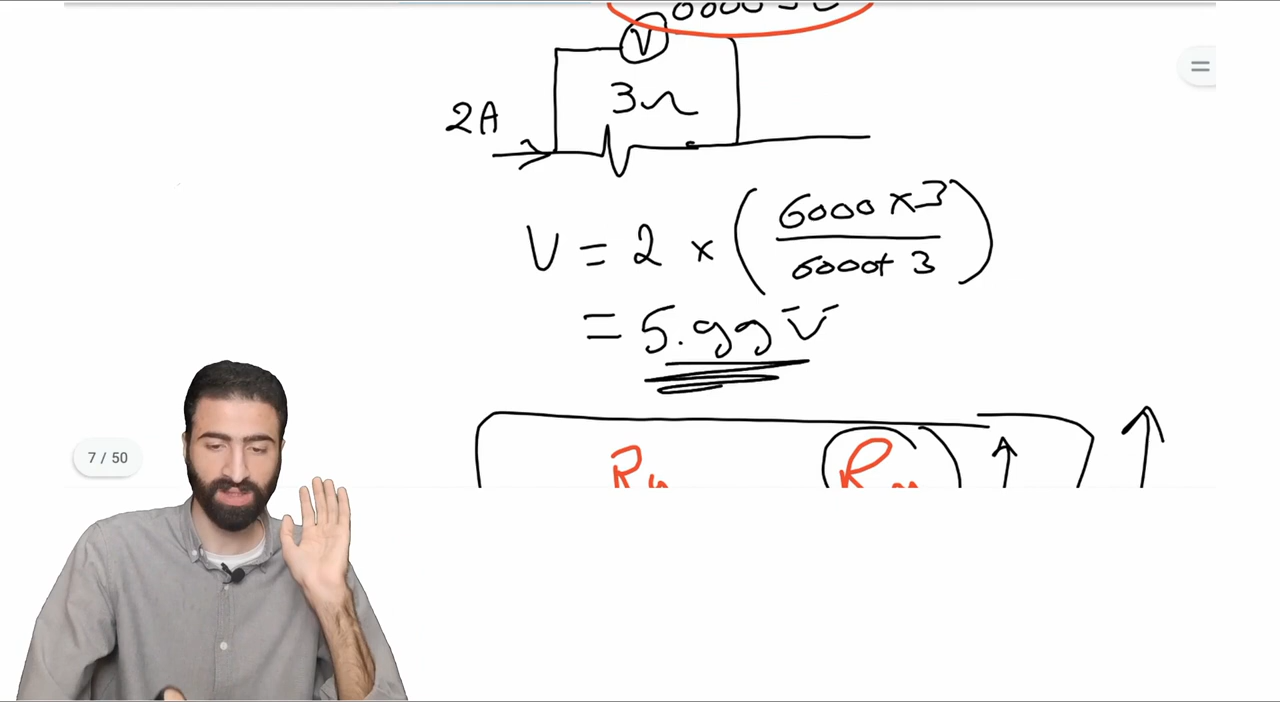 V
3Ω
2A
V = 2 × (6000 × 3 / 6000 + 3)
= 5.99 V
7 / 50